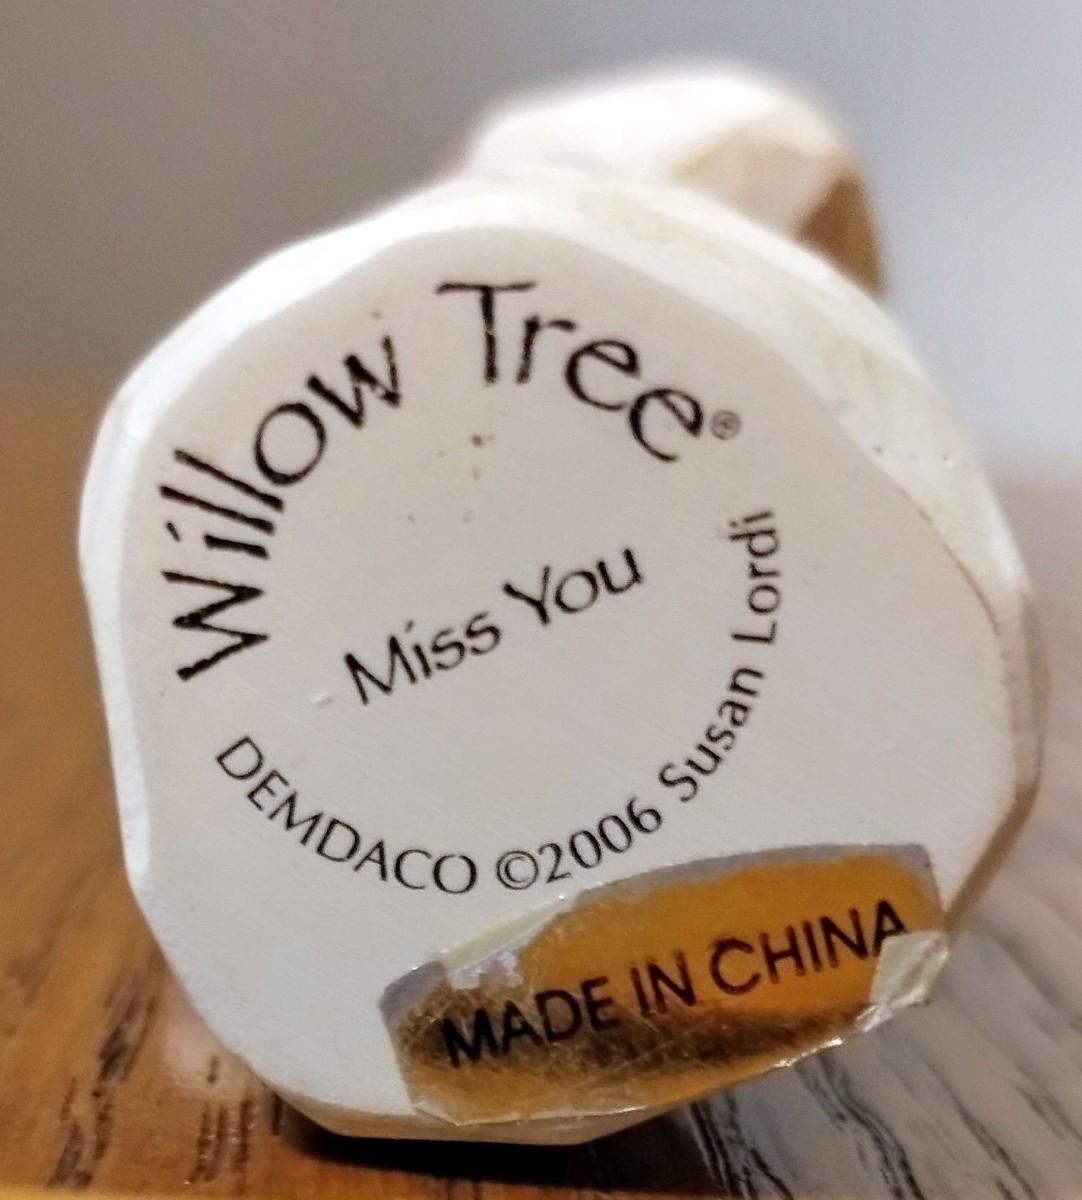 Willow Tree®
Miss You
DEMDACO ©2006 Susan Lordi
MADE IN CHINA